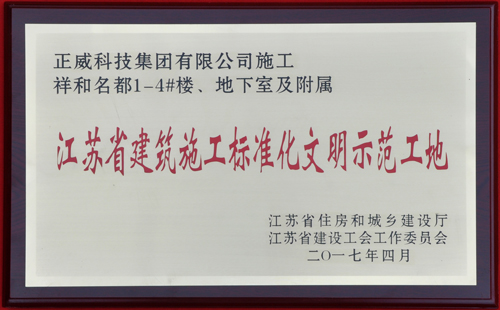 正威科技集团有限公司施工
祥和名都1-4#楼、地下室及附属
江苏省建筑施工标准化文明示范工地
江苏省住房和城乡建设厅
江苏省建设工会工作委员会
二〇一七年四月